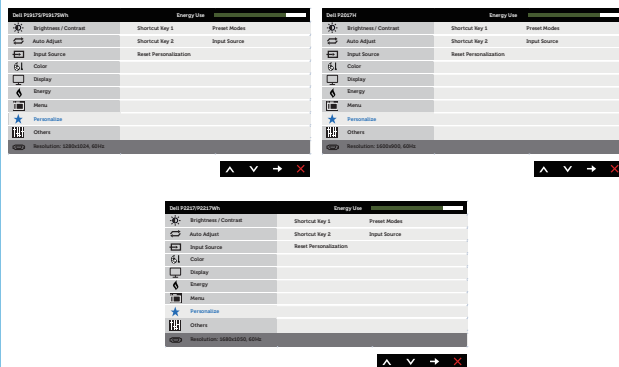 Dell P1917S/P1917SWh Energy Use
Brightness / Contrast Shortcut Key 1 Preset Modes
Auto Adjust Shortcut Key 2 Input Source
Input Source Reset Personalization
Color
Display
Energy
Menu
Personalize
Others
Resolution: 1280x1024, 60Hz
Dell P2017H Energy Use
Brightness / Contrast Shortcut Key 1 Preset Modes
Auto Adjust Shortcut Key 2 Input Source
Input Source Reset Personalization
Color
Display
Energy
Menu
Personalize
Others
Resolution: 1600x900, 60Hz
Dell P2217/P2217Wh Energy Use
Brightness / Contrast Shortcut Key 1 Preset Modes
Auto Adjust Shortcut Key 2 Input Source
Input Source Reset Personalization
Color
Display
Energy
Menu
Personalize
Others
Resolution: 1680x1050, 60Hz